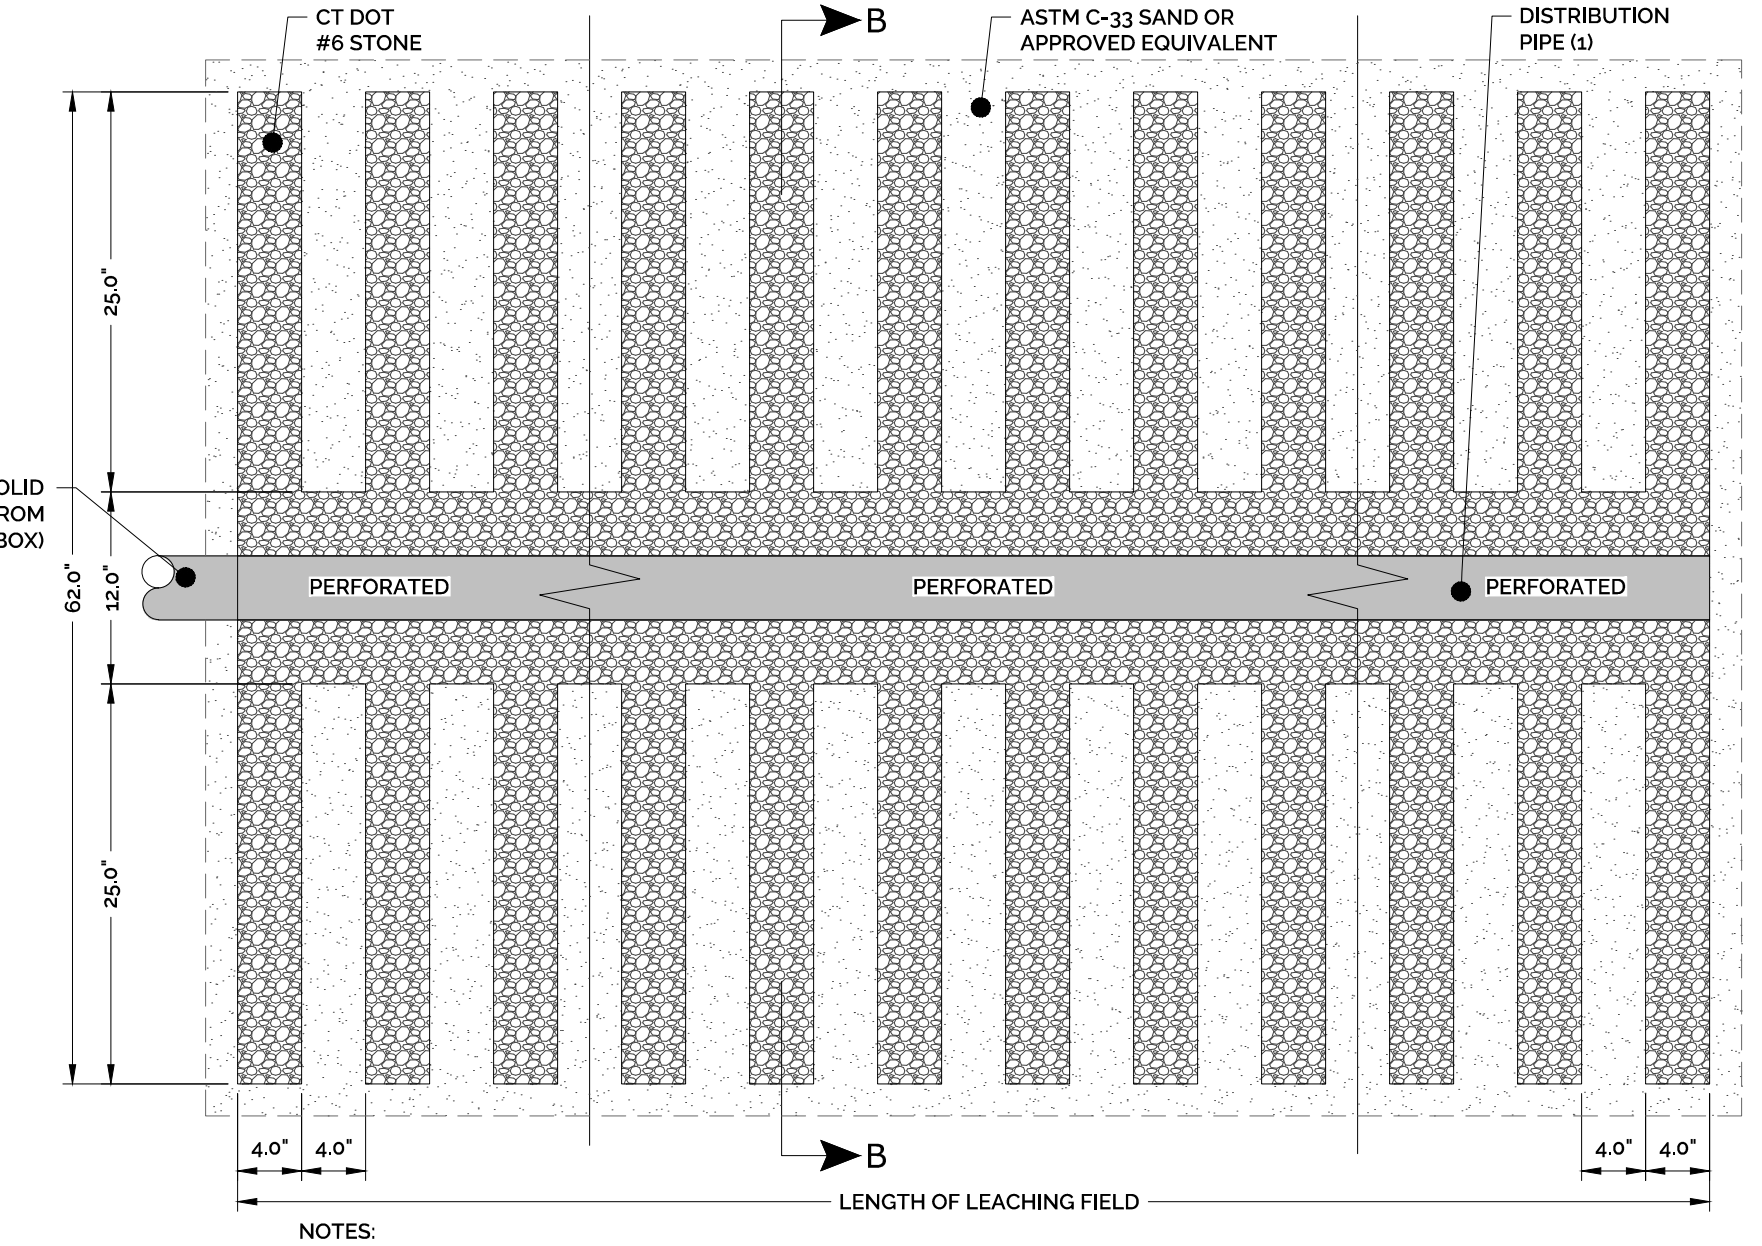 CT DOT
#6 STONE
B
ASTM C-33 SAND OR
APPROVED EQUIVALENT
DISTRIBUTION
PIPE (1)
25.0"
OLID
ROM
BOX)
62.0"
12.0"
PERFORATED
PERFORATED
PERFORATED
25.0"
4.0"
4.0"
B
4.0"
4.0"
LENGTH OF LEACHING FIELD
NOTES: